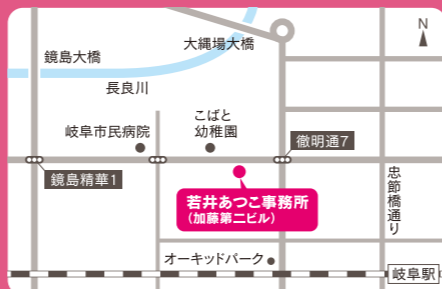 大縄場大橋
N
鏡島大橋
長良川
岐阜市民病院
こばと
幼稚園
徹明通7
鏡島精華1
若井あつこ事務所
(加藤第二ビル)
忠節橋通り
オーキッドパーク
岐阜駅